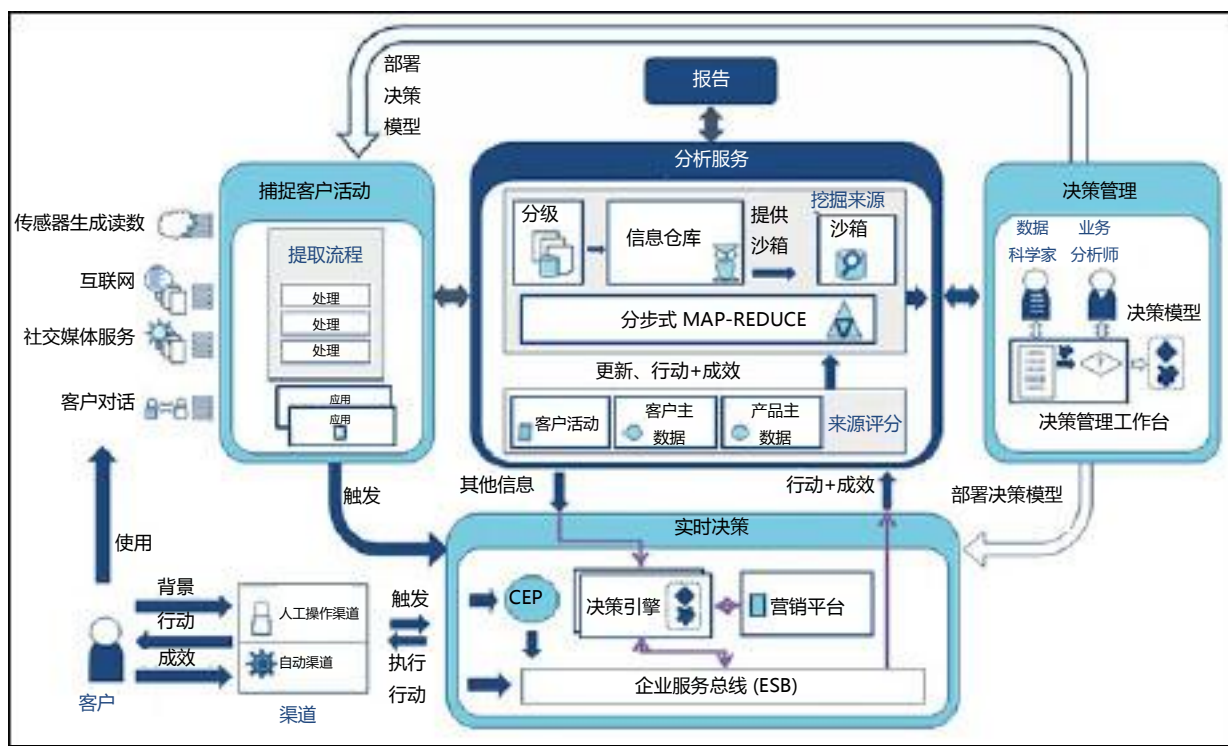 部署
决策
模型
报告
捕捉客户活动
传感器生成读数
互联网
社交媒体服务
客户对话
提取流程
处理
处理
处理
应用
应用
分析服务
分级
信息仓库
提供
沙箱
挖掘来源
沙箱
分步式 MAP-REDUCE
更新、行动+成效
客户活动
客户主
数据
产品主
数据
来源评分
决策管理
数据
科学家
业务
分析师
决策模型
决策管理工作台
触发
其他信息
行动+成效
部署决策模型
实时决策
CEP
决策引擎
营销平台
企业服务总线 (ESB)
使用
背景
行动
成效
客户
人工操作渠道
自动渠道
渠道
触发
执行
行动